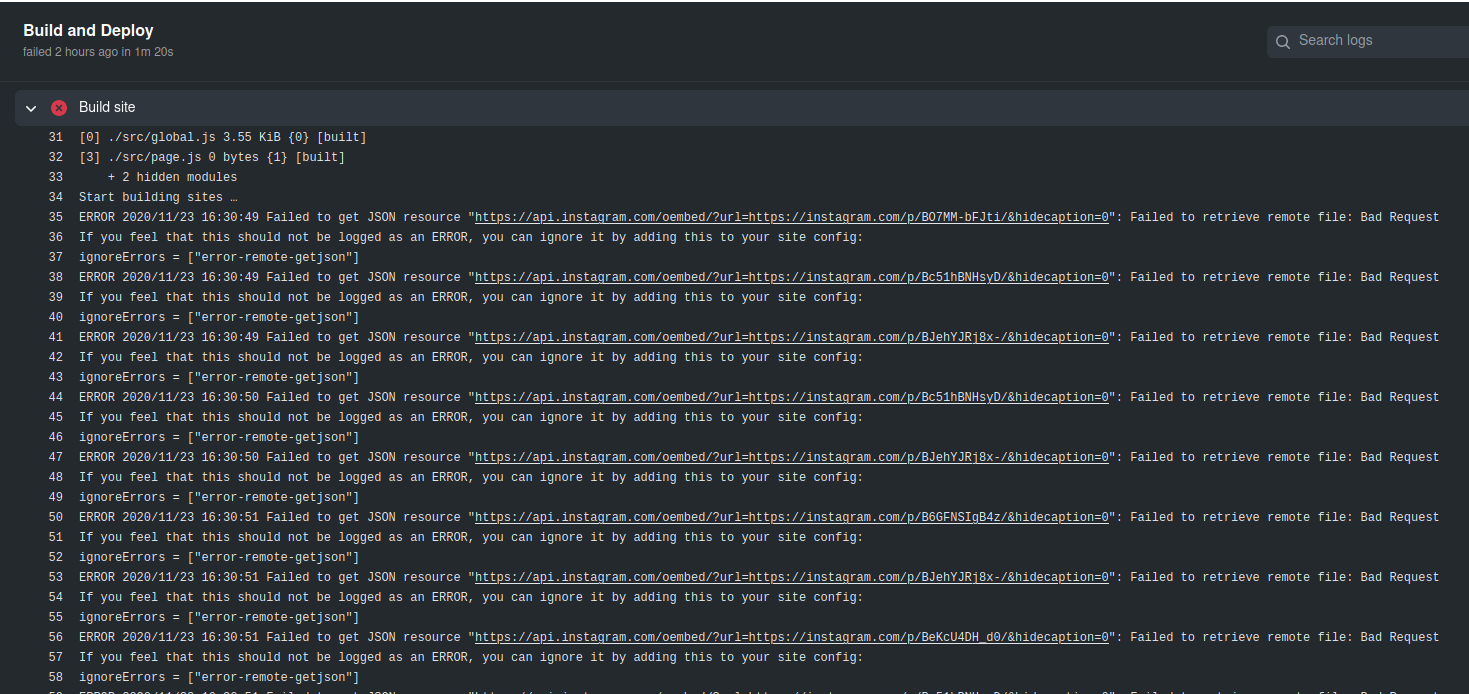 Build and Deploy
failed 2 hours ago in 1m 20s
Search logs
Build site
31 [0] ./src/global.js 3.55 KiB {0} [built]
32 [3] ./src/page.js 0 bytes {1} [built]
33 + 2 hidden modules
34 Start building sites …
35 ERROR 2020/11/23 16:30:49 Failed to get JSON resource "https://api.instagram.com/oembed/?url=https://instagram.com/p/BO7MM-bFJti/&hidecaption=0": Failed to retrieve remote file: Bad Request
36 If you feel that this should not be logged as an ERROR, you can ignore it by adding this to your site config:
37 ignoreErrors = ["error-remote-getjson"]
38 ERROR 2020/11/23 16:30:49 Failed to get JSON resource "https://api.instagram.com/oembed/?url=https://instagram.com/p/Bc51hBNHsyD/&hidecaption=0": Failed to retrieve remote file: Bad Request
39 If you feel that this should not be logged as an ERROR, you can ignore it by adding this to your site config:
40 ignoreErrors = ["error-remote-getjson"]
41 ERROR 2020/11/23 16:30:49 Failed to get JSON resource "https://api.instagram.com/oembed/?url=https://instagram.com/p/BJehYJRj8x-/&hidecaption=0": Failed to retrieve remote file: Bad Request
42 If you feel that this should not be logged as an ERROR, you can ignore it by adding this to your site config:
43 ignoreErrors = ["error-remote-getjson"]
44 ERROR 2020/11/23 16:30:50 Failed to get JSON resource "https://api.instagram.com/oembed/?url=https://instagram.com/p/Bc51hBNHsyD/&hidecaption=0": Failed to retrieve remote file: Bad Request
45 If you feel that this should not be logged as an ERROR, you can ignore it by adding this to your site config:
46 ignoreErrors = ["error-remote-getjson"]
47 ERROR 2020/11/23 16:30:50 Failed to get JSON resource "https://api.instagram.com/oembed/?url=https://instagram.com/p/BJehYJRj8x-/&hidecaption=0": Failed to retrieve remote file: Bad Request
48 If you feel that this should not be logged as an ERROR, you can ignore it by adding this to your site config:
49 ignoreErrors = ["error-remote-getjson"]
50 ERROR 2020/11/23 16:30:51 Failed to get JSON resource "https://api.instagram.com/oembed/?url=https://instagram.com/p/B6GFNSIgB4z/&hidecaption=0": Failed to retrieve remote file: Bad Request
51 If you feel that this should not be logged as an ERROR, you can ignore it by adding this to your site config:
52 ignoreErrors = ["error-remote-getjson"]
53 ERROR 2020/11/23 16:30:51 Failed to get JSON resource "https://api.instagram.com/oembed/?url=https://instagram.com/p/BJehYJRj8x-/&hidecaption=0": Failed to retrieve remote file: Bad Request
54 If you feel that this should not be logged as an ERROR, you can ignore it by adding this to your site config:
55 ignoreErrors = ["error-remote-getjson"]
56 ERROR 2020/11/23 16:30:51 Failed to get JSON resource "https://api.instagram.com/oembed/?url=https://instagram.com/p/BeKcU4DH_d0/&hidecaption=0": Failed to retrieve remote file: Bad Request
57 If you feel that this should not be logged as an ERROR, you can ignore it by adding this to your site config:
58 ignoreErrors = ["error-remote-getjson"]